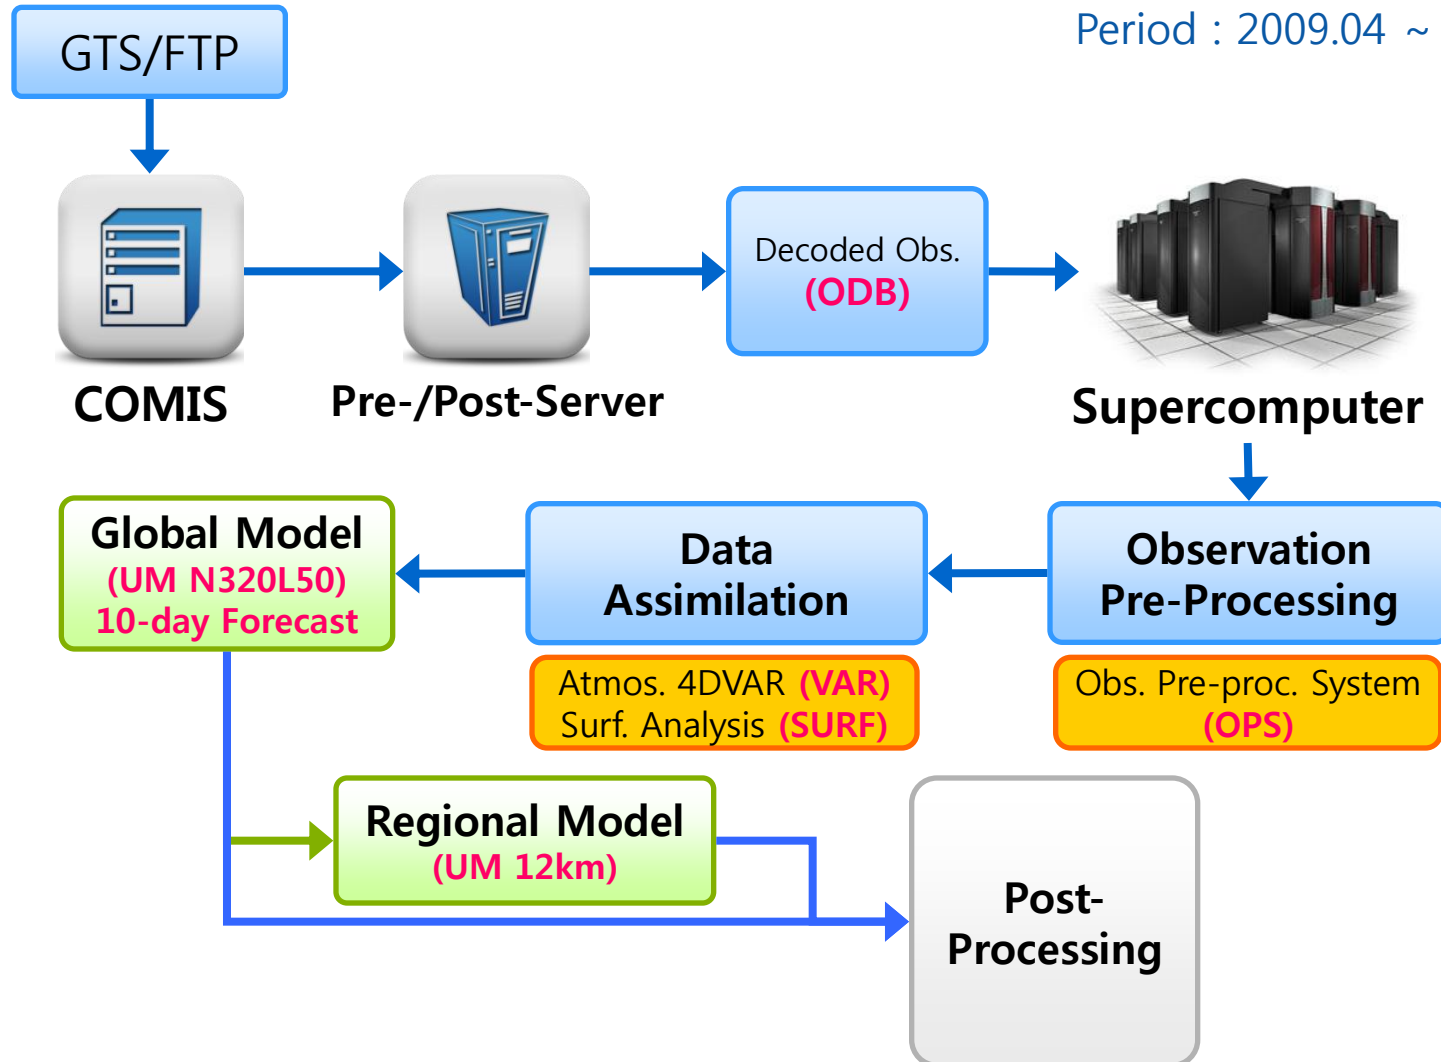 GTS/FTP
Period : 2009.04 ~
Decoded Obs.
(ODB)
COMIS
Pre-/Post-Server
Supercomputer
Global Model
(UM N320L50)
10-day Forecast
Data
Assimilation
Observation
Pre-Processing
Atmos. 4DVAR (VAR)
Surf. Analysis (SURF)
Obs. Pre-proc. System
(OPS)
Regional Model
(UM 12km)
Post-
Processing